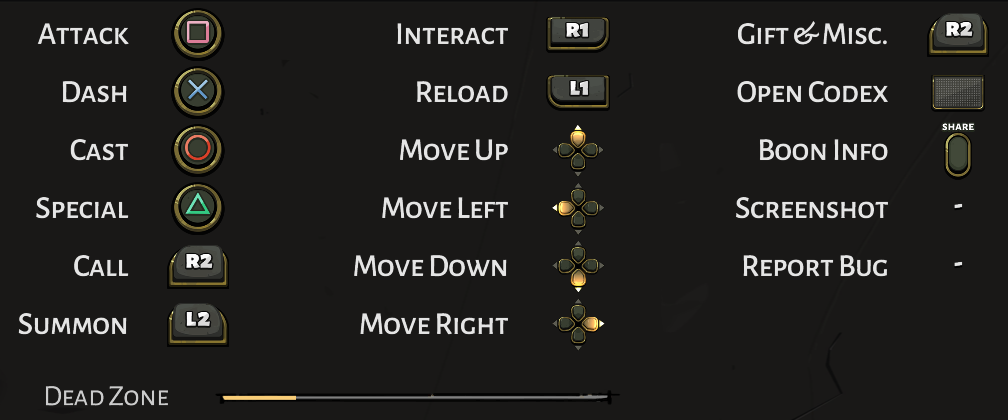 ATTACK
DASH
CAST
SPECIAL
CALL R2
SUMMON L2
INTERACT R1
RELOAD L1
MOVE UP
MOVE LEFT
MOVE DOWN
MOVE RIGHT
GIFT & MISC. R2
OPEN CODEX
SHARE
BOON INFO
SCREENSHOT -
REPORT BUG -
DEAD ZONE